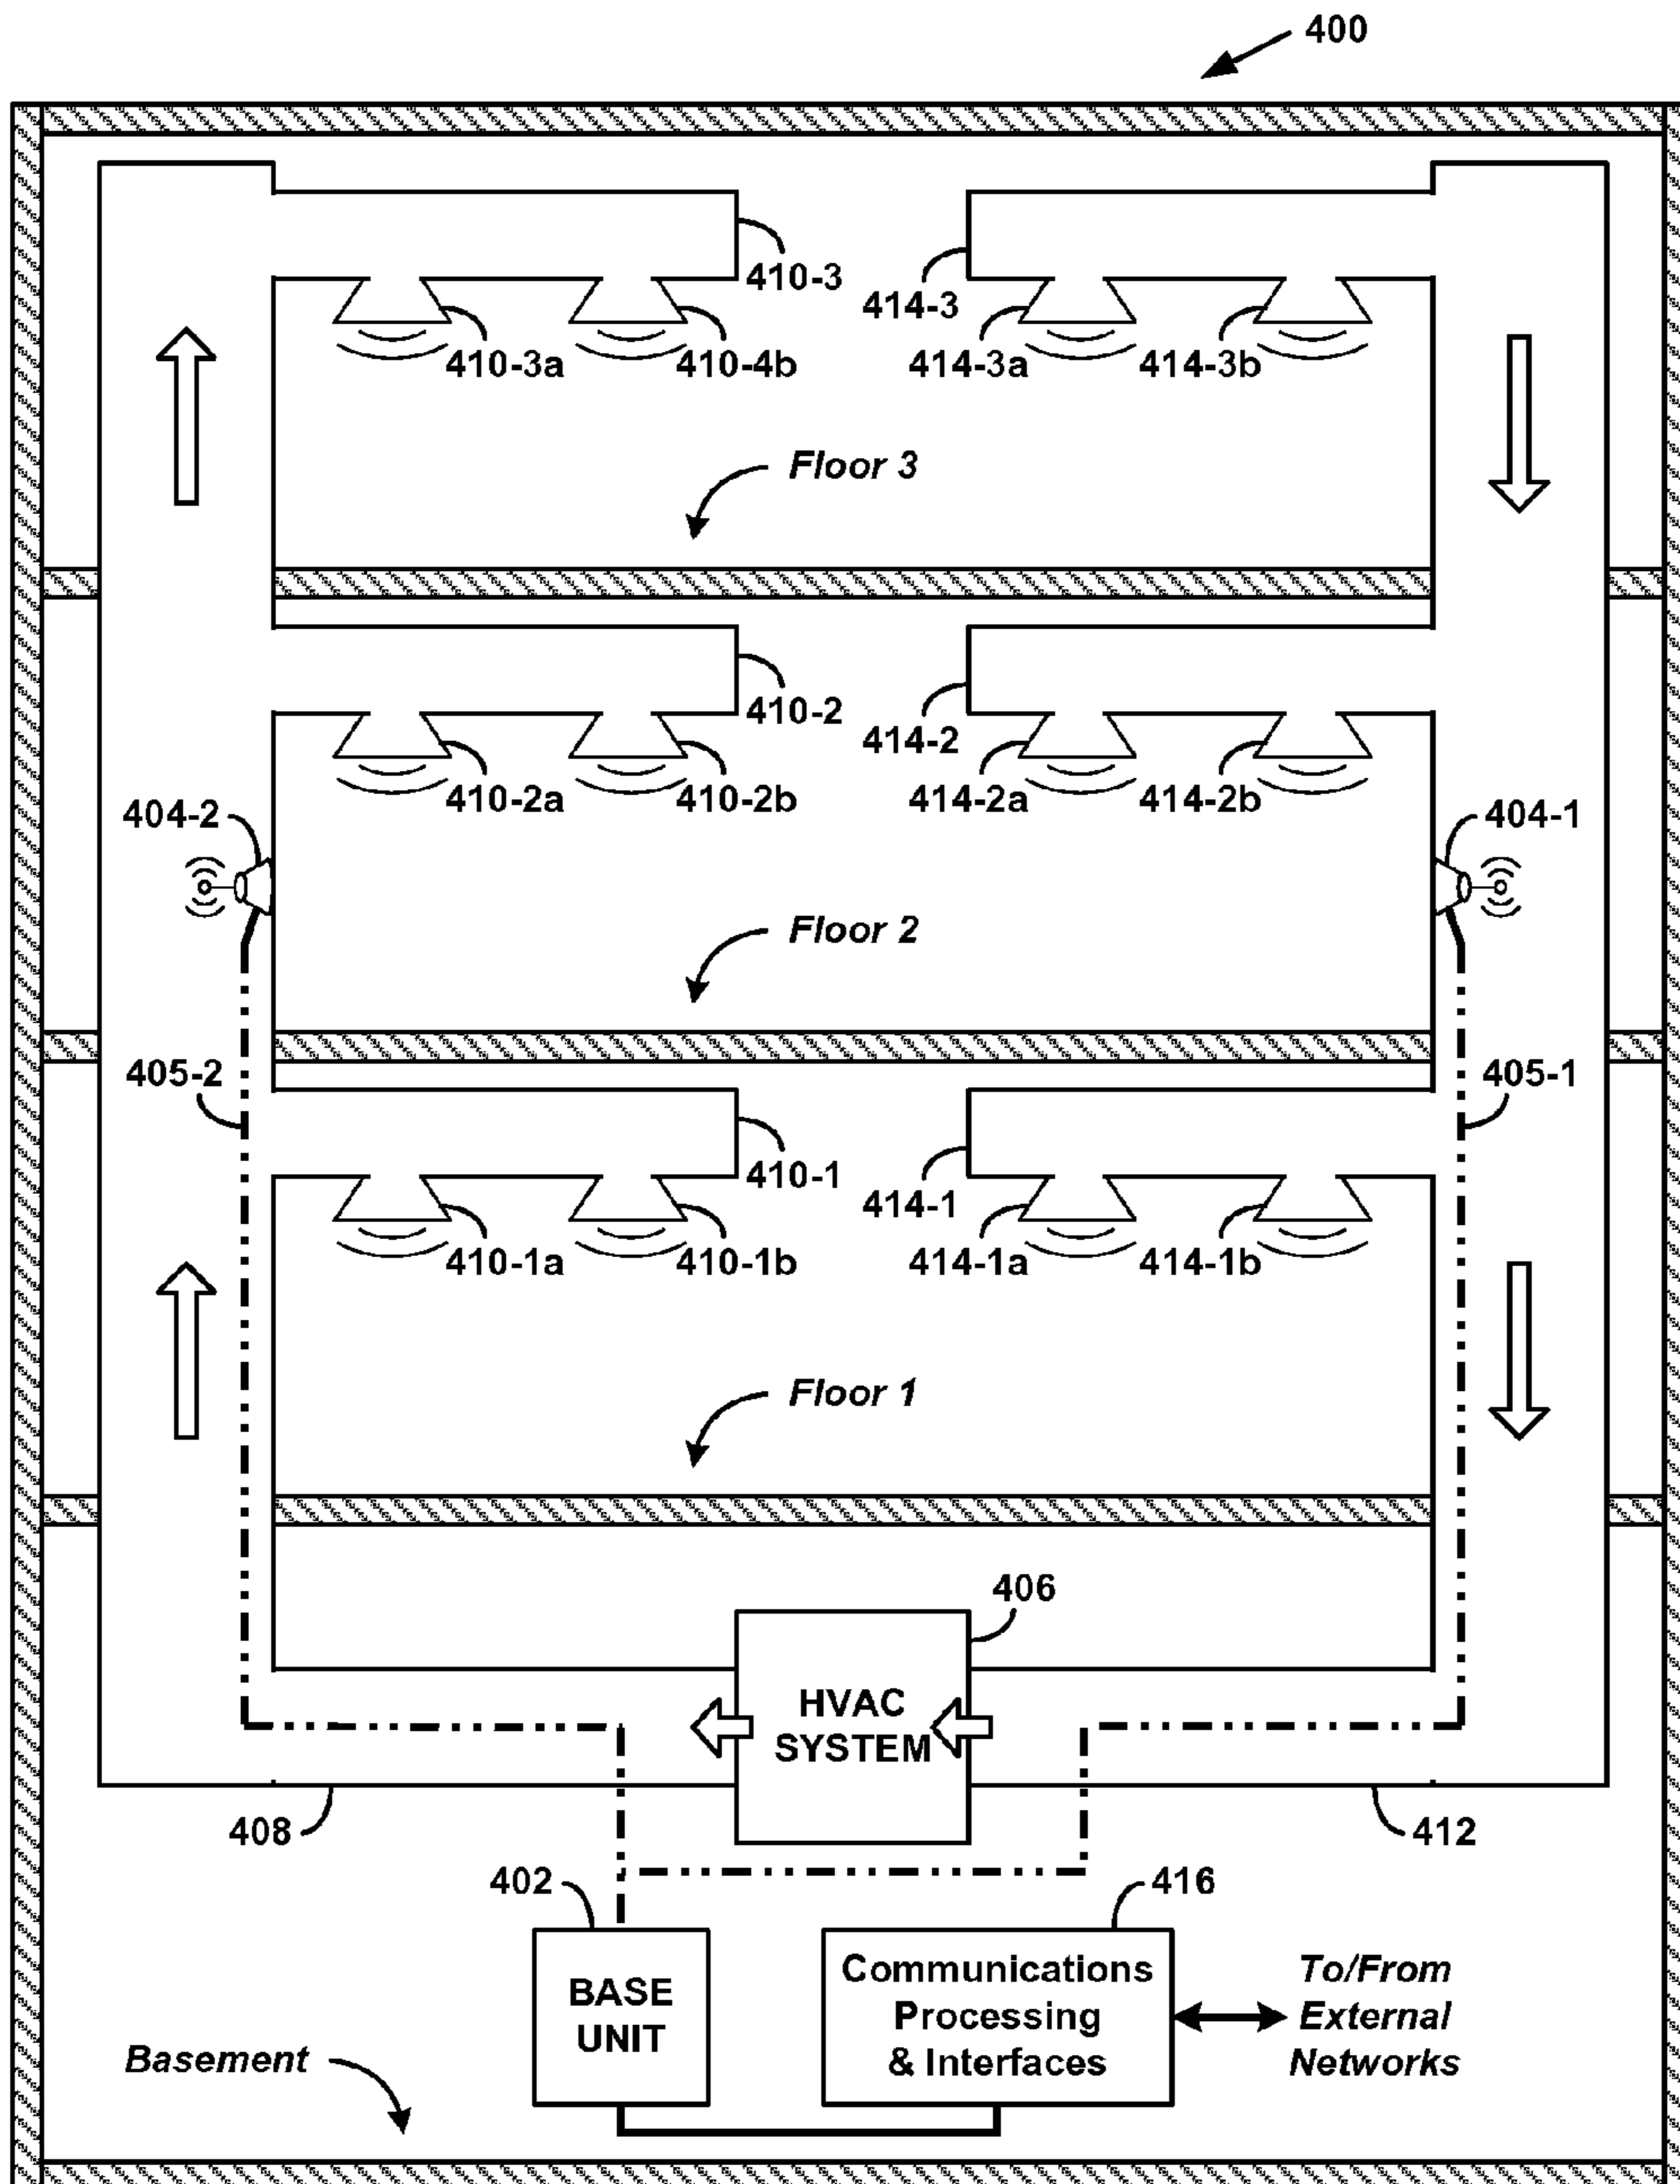 400
410-3
414-3
410-3a
410-4b
414-3a
414-3b
Floor 3
410-2
414-2
410-2a
410-2b
414-2a
414-2b
404-2
404-1
Floor 2
405-2
405-1
410-1
414-1
410-1a
410-1b
414-1a
414-1b
Floor 1
406
HVAC
SYSTEM
408
412
402
416
BASE
UNIT
Communications
Processing
& Interfaces
To/From
External
Networks
Basement